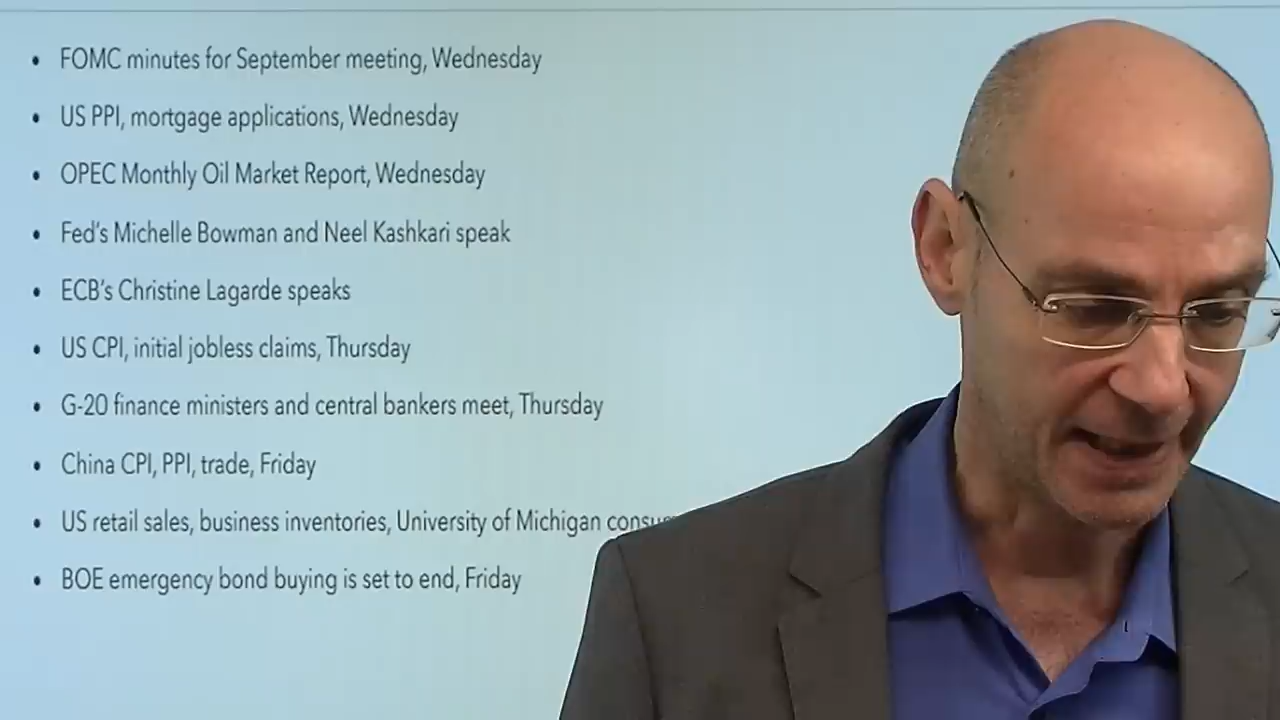 • FOMC minutes for September meeting, Wednesday
• US PPI, mortgage applications, Wednesday
• OPEC Monthly Oil Market Report, Wednesday
• Fed's Michelle Bowman and Neel Kashkari speak
• ECB's Christine Lagarde speaks
• US CPI, initial jobless claims, Thursday
• G-20 finance ministers and central bankers meet, Thursday
• China CPI, PPI, trade, Friday
• US retail sales, business inventories, University of Michigan
• BOE emergency bond buying is set to end, Friday